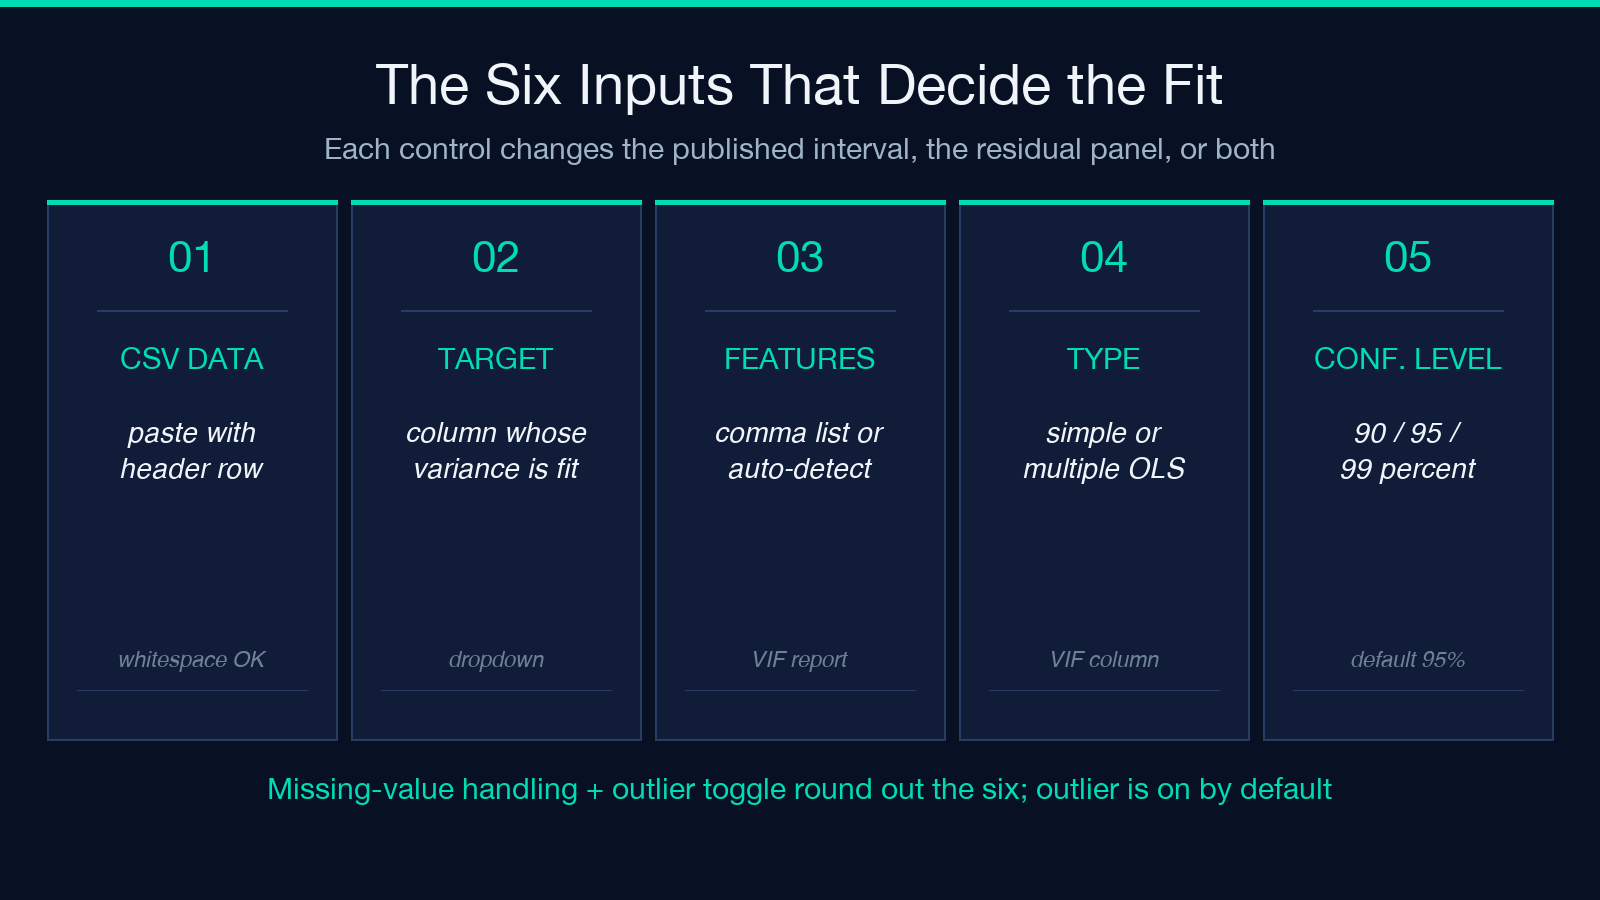 The Six Inputs That Decide the Fit
Each control changes the published interval, the residual panel, or both
01
CSV DATA
paste with
header row
whitespace OK
02
TARGET
column whose
variance is fit
dropdown
03
FEATURES
comma list or
auto-detect
VIF report
04
TYPE
simple or
multiple OLS
VIF column
05
CONF. LEVEL
90 / 95 /
99 percent
default 95%
Missing-value handling + outlier toggle round out the six; outlier is on by default